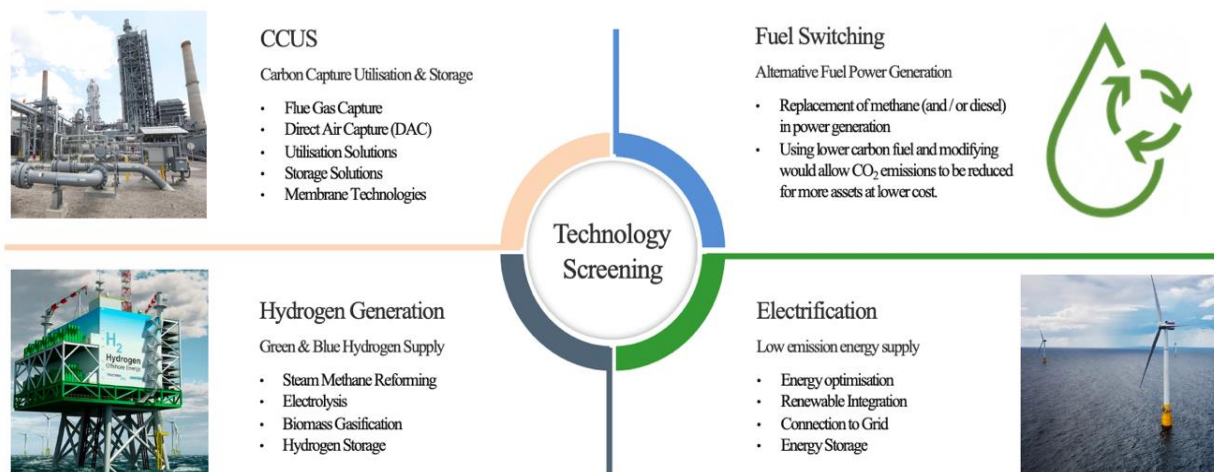 CCUS
Carbon Capture Utilisation & Storage
• Flue Gas Capture
• Direct Air Capture (DAC)
• Utilisation Solutions
• Storage Solutions
• Membrane Technologies
Fuel Switching
Alternative Fuel Power Generation
• Replacement of methane (and / or diesel)
in power generation
• Using lower carbon fuel and modifying
would allow CO₂ emissions to be reduced
for more assets at lower cost.
Technology
Screening
Hydrogen Generation
Green & Blue Hydrogen Supply
• Steam Methane Reforming
• Electrolysis
• Biomass Gasification
• Hydrogen Storage
H2
Hydrogen
Offshore Energy
Electrification
Low emission energy supply
• Energy optimisation
• Renewable Integration
• Connection to Grid
• Energy Storage